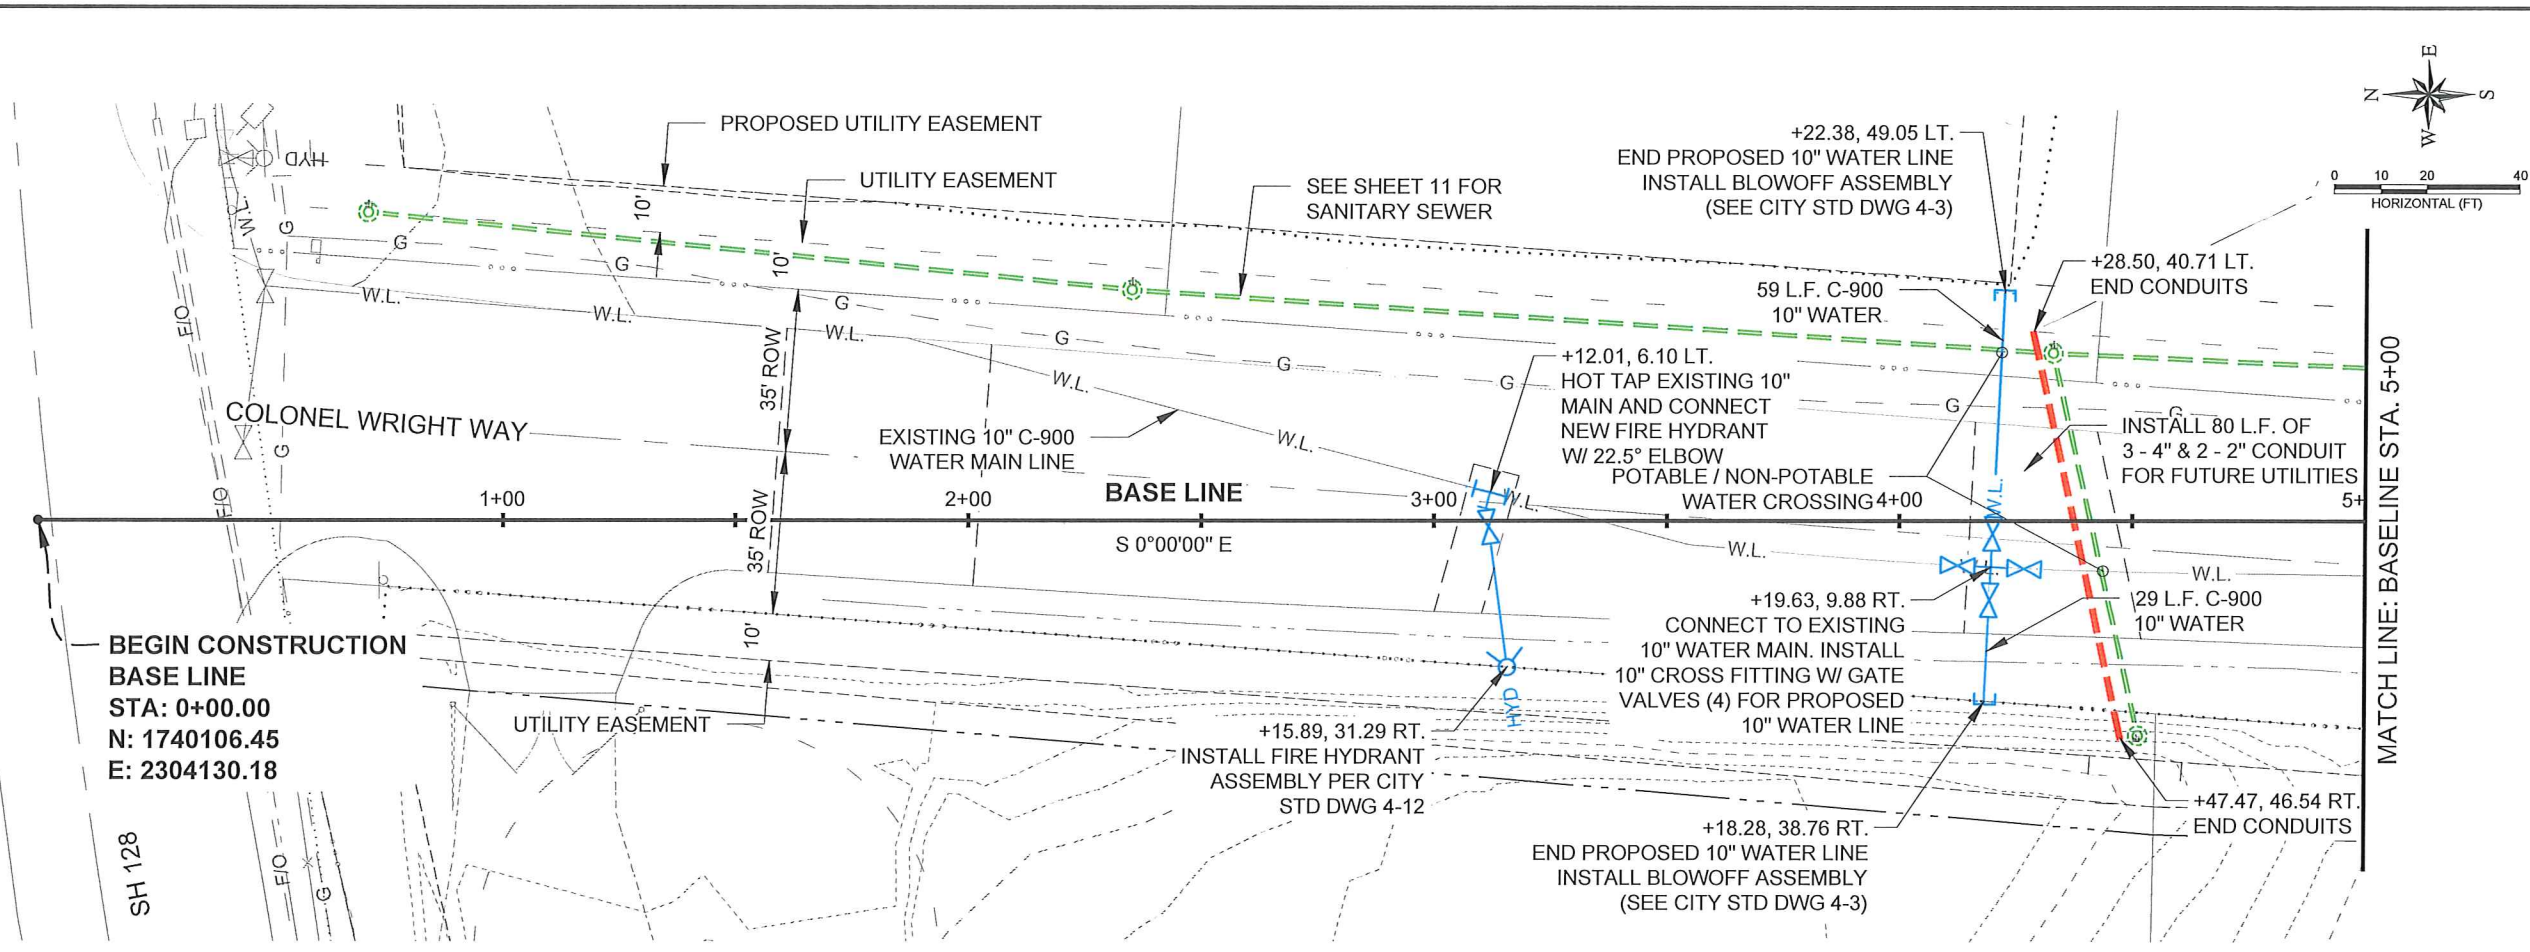 PROPOSED UTILITY EASEMENT
UTILITY EASEMENT
SEE SHEET 11 FOR
SANITARY SEWER
+22.38, 49.05 LT.
END PROPOSED 10" WATER LINE
INSTALL BLOWOFF ASSEMBLY
(SEE CITY STD DWG 4-3)
N
E
S
W
0 10 20 40
HORIZONTAL (FT)
HYD
W.L.
G
G
G
G
G
G
G
G
G
10'
10'
+28.50, 40.71 LT.
END CONDUITS
59 L.F. C-900
10" WATER
W.L.
W.L.
W.L.
W.L.
W.L.
W.L.
F/O
F/O
G
35' ROW
35' ROW
COLONEL WRIGHT WAY
EXISTING 10" C-900
WATER MAIN LINE
+12.01, 6.10 LT.
HOT TAP EXISTING 10"
MAIN AND CONNECT
NEW FIRE HYDRANT
W/ 22.5° ELBOW
POTABLE / NON-POTABLE
WATER CROSSING
INSTALL 80 L.F. OF
3 - 4" & 2 - 2" CONDUIT
FOR FUTURE UTILITIES
MATCH LINE: BASELINE STA. 5+00
1+00
2+00
BASE LINE
3+00
4+00
5+
S 0°00'00" E
W.L.
W.L.
W.L.
BEGIN CONSTRUCTION
BASE LINE
STA: 0+00.00
N: 1740106.45
E: 2304130.18
10'
UTILITY EASEMENT
+19.63, 9.88 RT.
CONNECT TO EXISTING
10" WATER MAIN. INSTALL
10" CROSS FITTING W/ GATE
VALVES (4) FOR PROPOSED
10" WATER LINE
29 L.F. C-900
10" WATER
HYD
+15.89, 31.29 RT.
INSTALL FIRE HYDRANT
ASSEMBLY PER CITY
STD DWG 4-12
+18.28, 38.76 RT.
END PROPOSED 10" WATER LINE
INSTALL BLOWOFF ASSEMBLY
(SEE CITY STD DWG 4-3)
+47.47, 46.54 RT.
END CONDUITS
SH 128
F/O
G